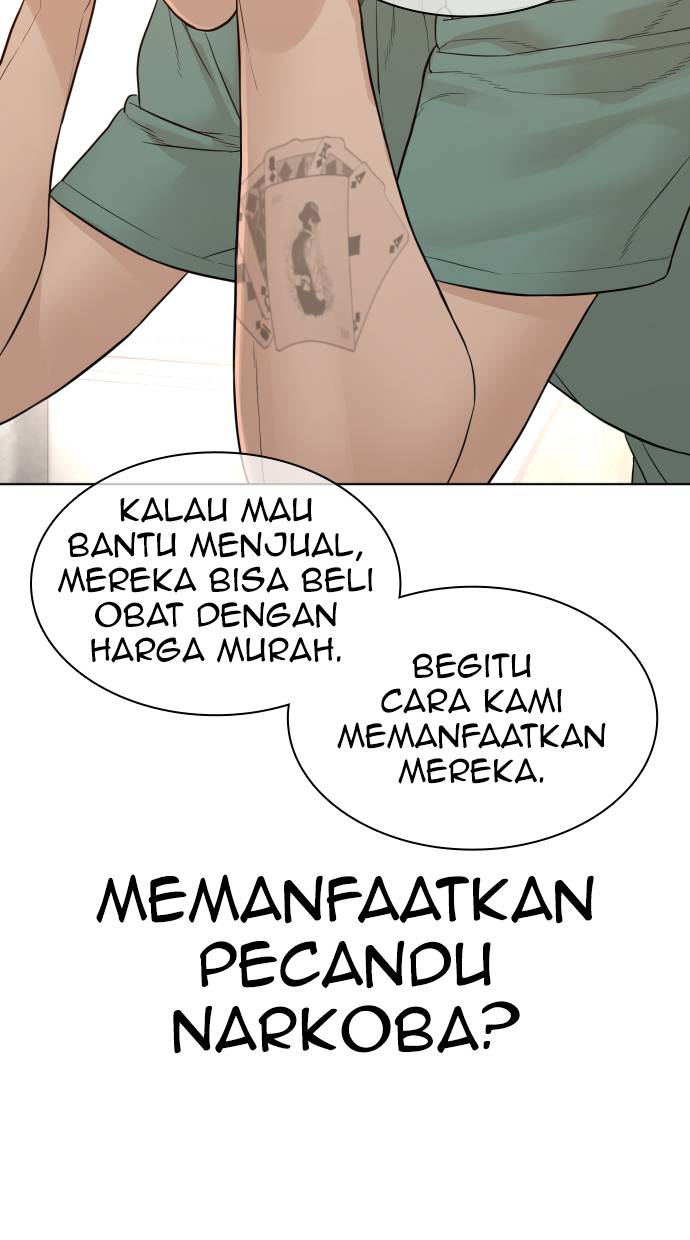 KALAU MAU
BANTU MENJUAL,
MEREKA BISA BELI
OBAT DENGAN
HARGA MURAH.
BEGITU
CARA KAMI
MEMANFAATKAN
MEREKA.
MEMANFAATKAN
PECANDU
NARKOBA?